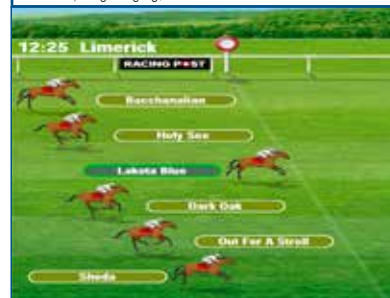 12:25 Limerick
RACING POST
Bacchanalian
Holy See
Lakota Blue
Dark Oak
Out For A Stroll
Sheda